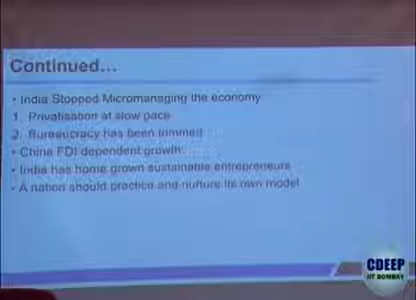 Continued...
• India Stopped Micromanaging the economy
1. Privatisation at slow pace
2. Bureaucracy has been trimmed
• China FDI dependent growth.
• India has home grown sustainable entrepreneurs
• A nation should practice and nurture its own model
CDEEP
IIT BOMBAY